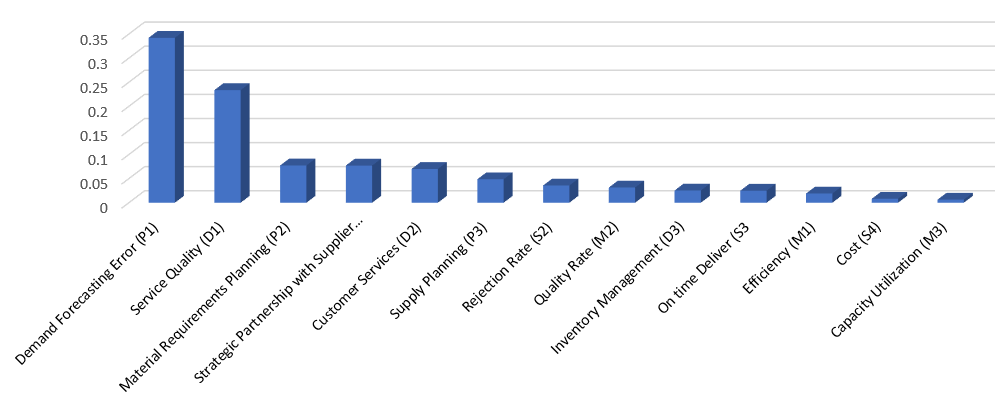 0.35
0.3
0.25
0.2
0.15
0.1
0.05
0
Demand Forecasting Error (P1)
Service Quality (D1)
Material Requirements Planning (P2)
Strategic Partnership with Supplier...
Customer Services (D2)
Supply Planning (P3)
Rejection Rate (S2)
Quality Rate (M2)
Inventory Management (D3)
On time Deliver (S3
Efficiency (M1)
Cost (S4)
Capacity Utilization (M3)